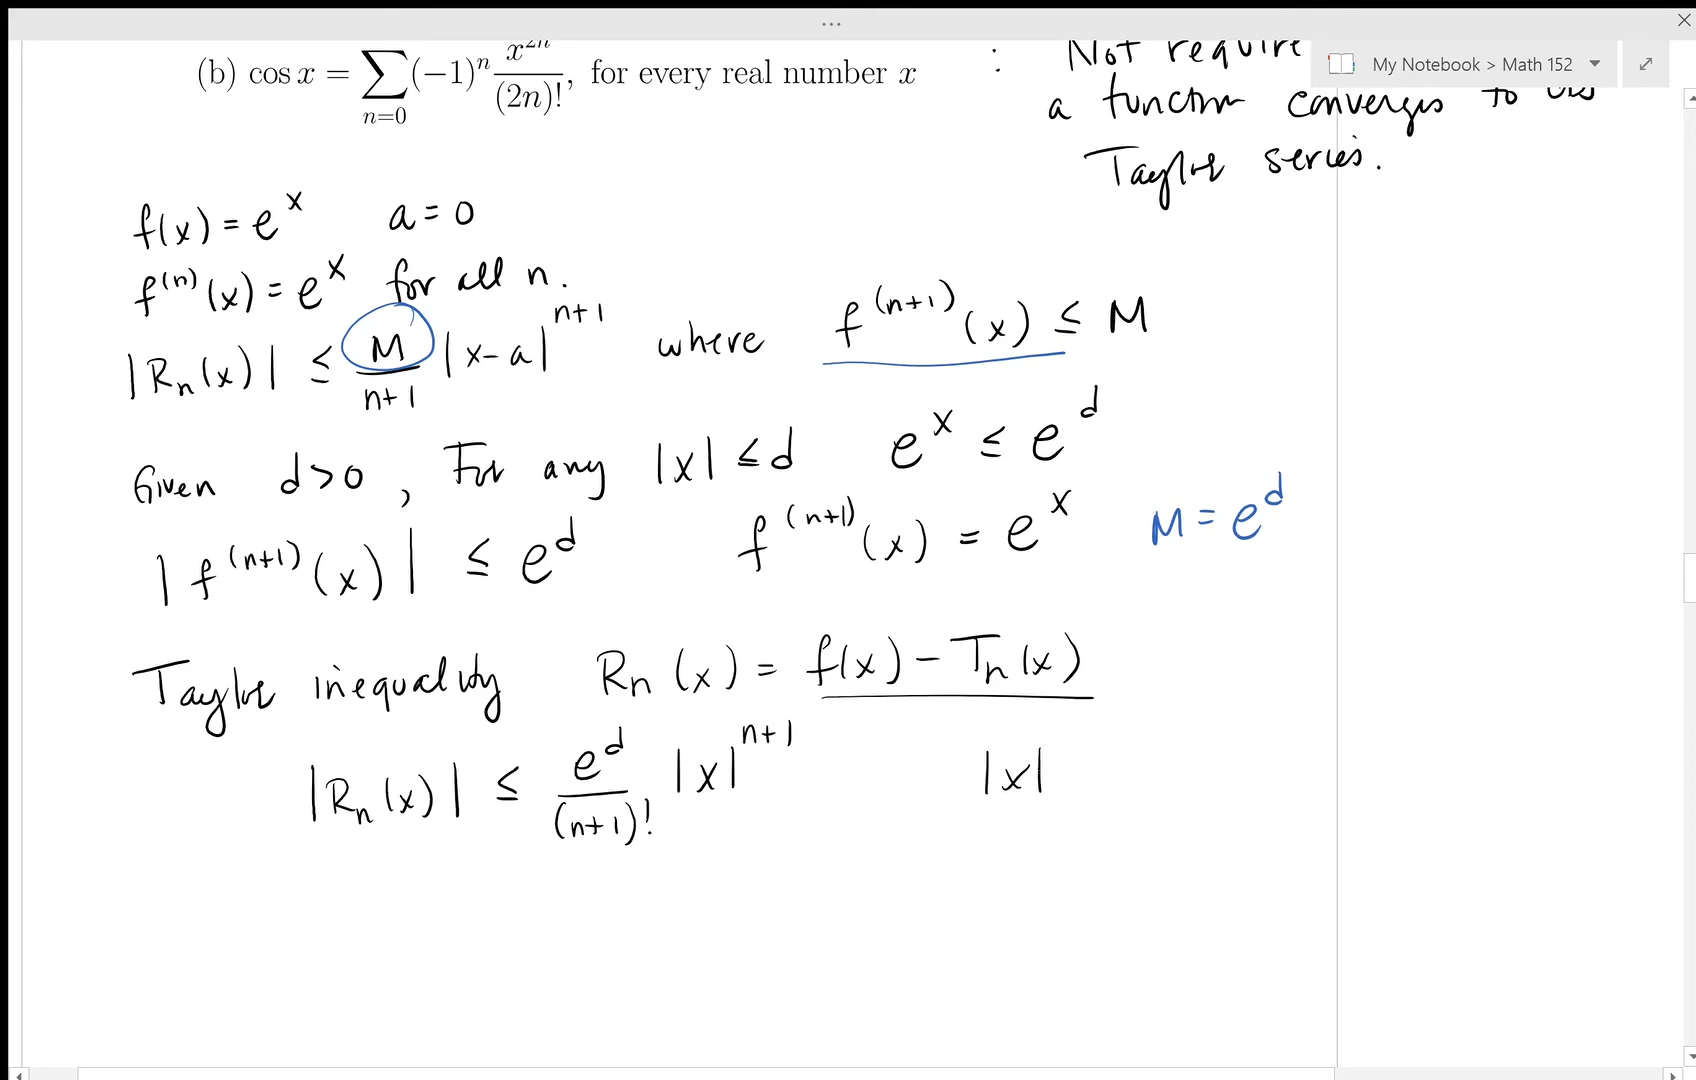 (b) cos x = ∑_{n=0} (−1)^n x^{2n}/(2n)!, for every real number x
: Not require
My Notebook > Math 152
a function converges to
Taylor series.
f(x) = e^x a = 0
f^{(n)}(x) = e^x for all n.
|R_n(x)| ≤ M/n+1 |x-a|^{n+1} where f^{(n+1)}(x) ≤ M
Given d>0, For any |x| ≤ d e^x ≤ e^d
|f^{(n+1)}(x)| ≤ e^d f^{(n+1)}(x) = e^x M = e^d
Taylor inequality R_n(x) = f(x) - T_n(x)
|R_n(x)| ≤ e^d/(n+1)! |x|^{n+1} |x|